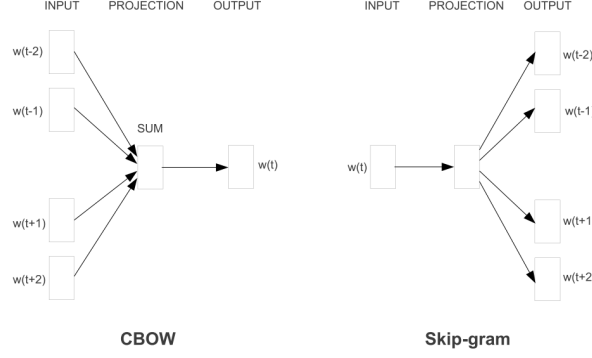 INPUT PROJECTION OUTPUT
w(t-2)
w(t-1)
SUM
w(t)
w(t+1)
w(t+2)
CBOW
INPUT PROJECTION OUTPUT
w(t-2)
w(t-1
w(t)
w(t+1
w(t+2
Skip-gram